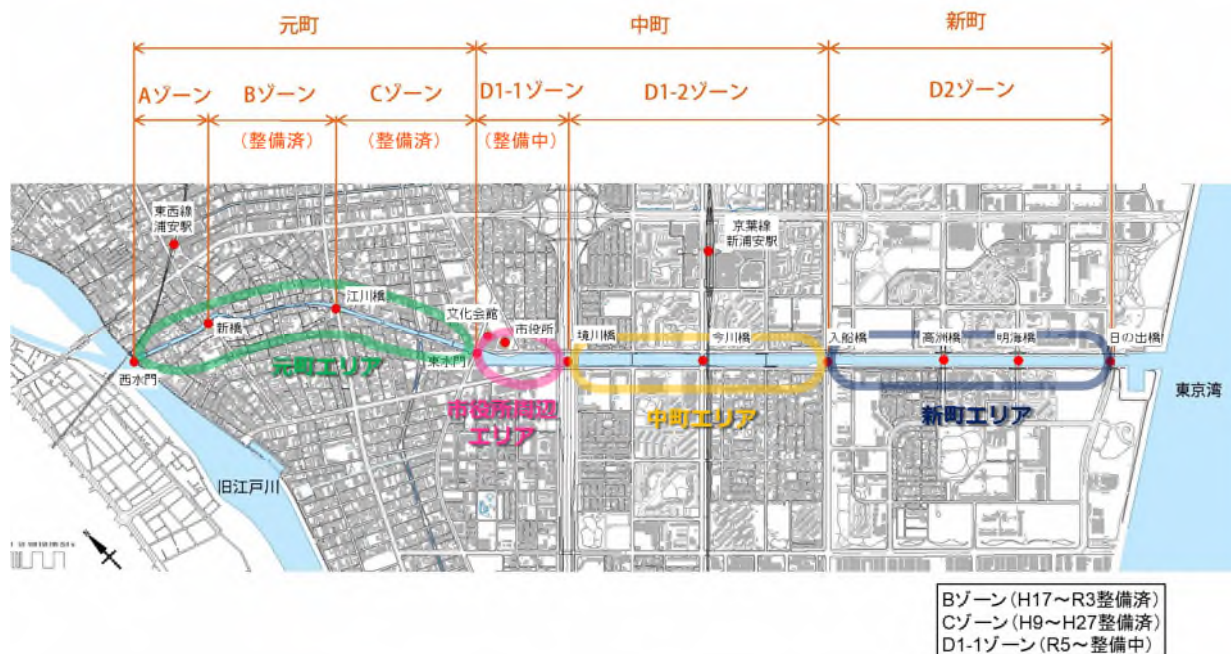 元町
中町
新町
Aゾーン
Bゾーン
Cゾーン
D1-1ゾーン
D1-2ゾーン
D2ゾーン
(整備済)
(整備済)
(整備中)
東西線
浦安駅
京葉線
新浦安駅
江川橋
新橋
文化会館
市役所
境川橋
今川橋
入船橋
高洲橋
明海橋
日の出橋
西水門
東水門
元町エリア
市役所周辺
エリア
中町エリア
新町エリア
東京湾
旧江戸川
Bゾーン(H17～R3整備済)
Cゾーン(H9～H27整備済)
D1-1ゾーン(R5～整備中)